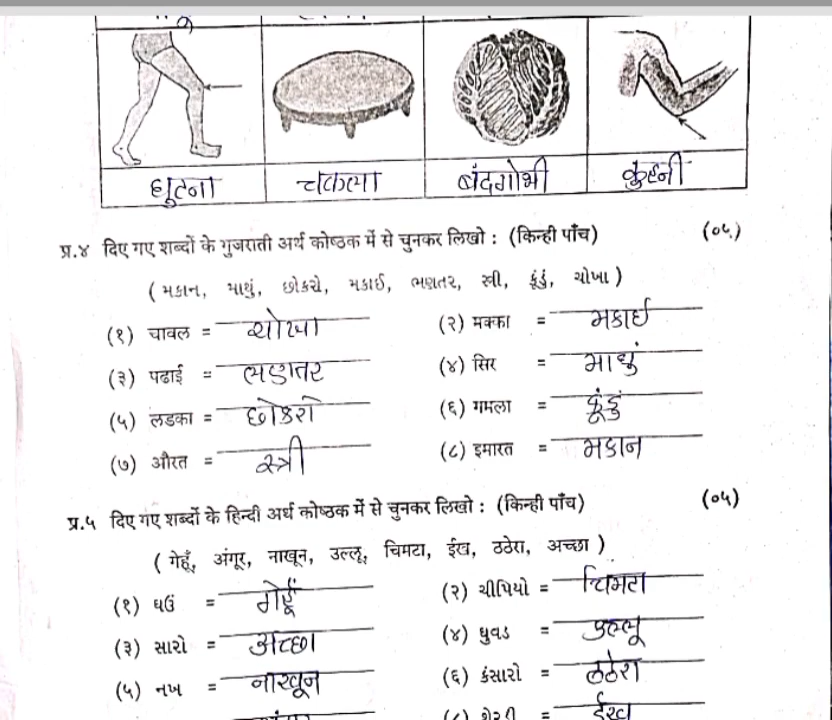 घुटना चकला बंदगोभी कुहनी
प्र.४ दिए गए शब्दों के गुजराती अर्थ कोष्ठक में से चुनकर लिखो : (किन्ही पाँच) (०५)
( મકાન, માથું, છોકરો, મકાઈ, ભણતર, સ્ત્રી, કૂંડું, ચોખા )
(१) चावल = ચોખા (२) मक्का = મકાઈ
(३) पढाई = ભણતર (४) सिर = માથું
(५) लडका = છોકરો (६) गमला = કૂંડું
(७) औरत = સ્ત્રી (८) इमारत = મકાન
प्र.५ दिए गए शब्दों के हिन्दी अर्थ कोष्ठक में से चुनकर लिखो : (किन्ही पाँच) (०५)
( गेहूँ, अंगूर, नाखून, उल्लू, चिमटा, ईख, ठठेरा, अच्छा )
(१) ઘઉં = गेहूँ (२) ચીપિયો = चिमटा
(३) સારો = अच्छा (४) ઘુવડ = उल्लू
(५) નખ = नाखून (६) કંસારો = ठठेरा
(८) શેરડી = ईख